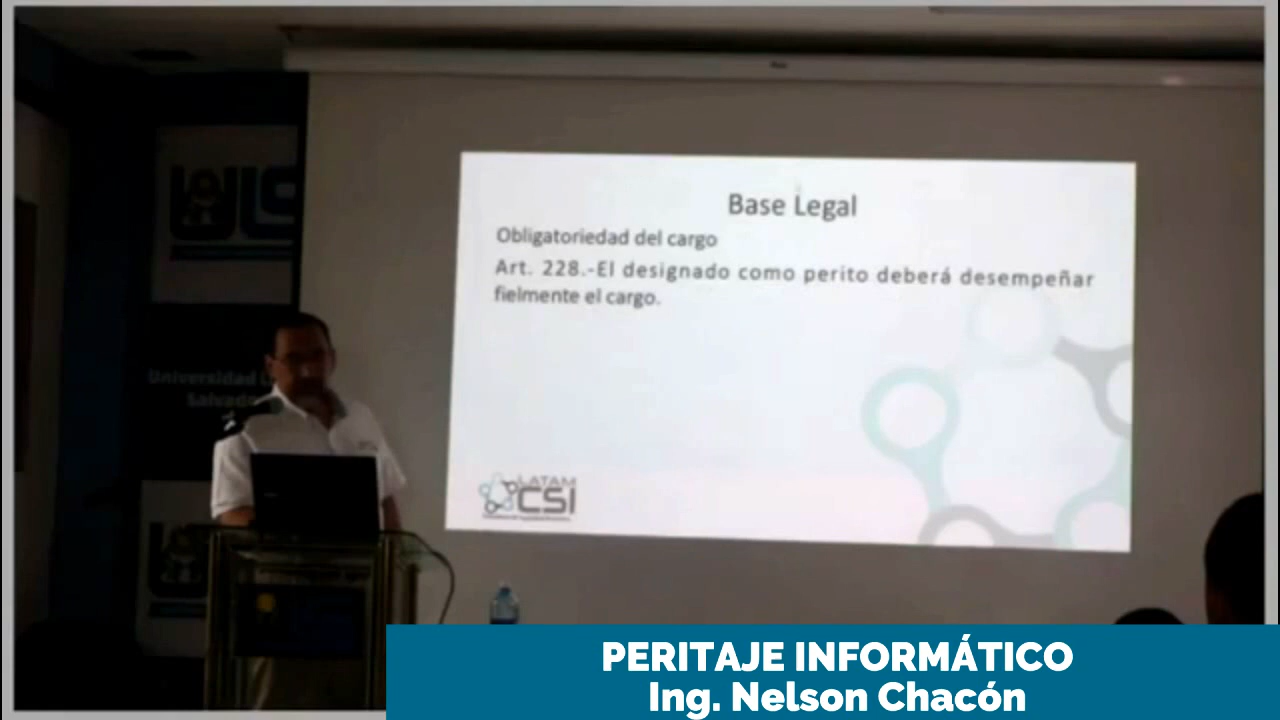 Base Legal
Obligatoriedad del cargo
Art. 228.-El designado como perito deberá desempeñar
fielmente el cargo.
Universidad
LATAM
CSI
PERITAJE INFORMÁTICO
Ing. Nelson Chacón